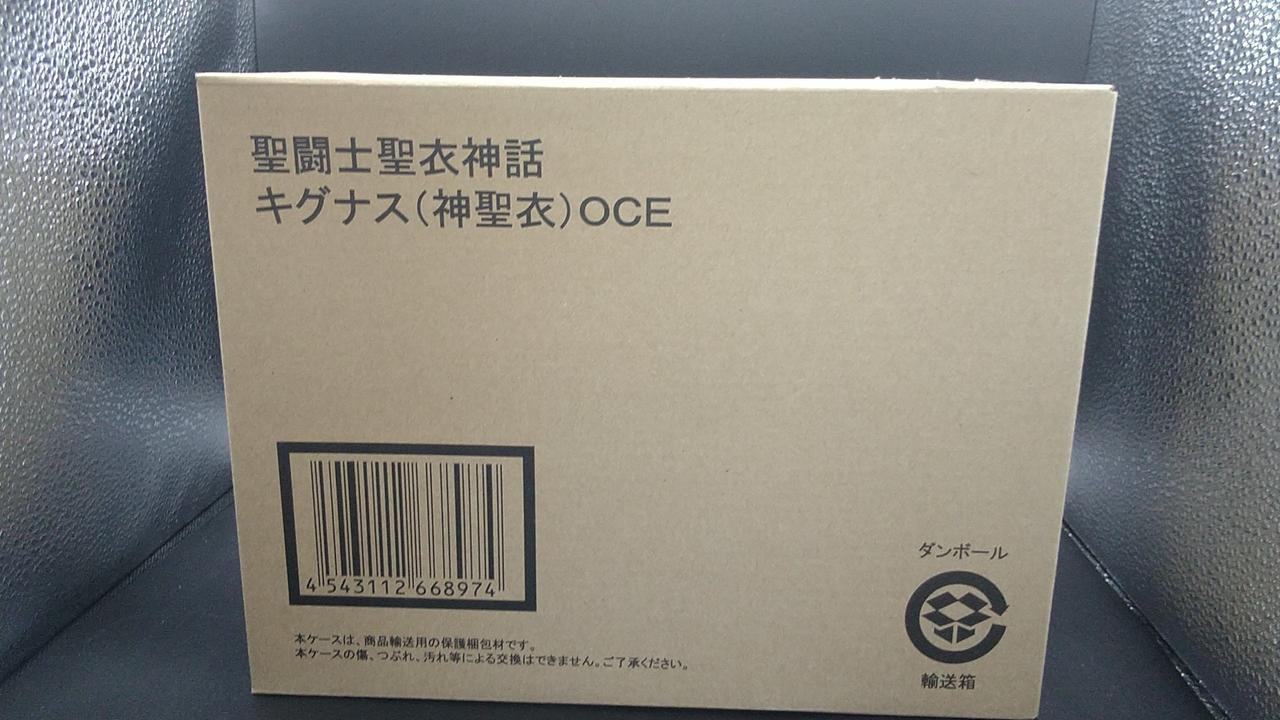 聖闘士聖衣神話
キグナス(神聖衣)OCE
4 543112 668974
本ケースは、商品輸送用の保護梱包材です。
本ケースの傷、つぶれ、汚れ等による交換はできません。ご了承ください。
ダンボール
輸送箱